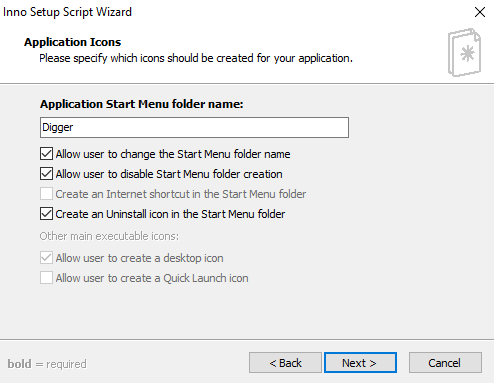 Inno Setup Script Wizard
Application Icons
Please specify which icons should be created for your application.
Application Start Menu folder name:
Digger
Allow user to change the Start Menu folder name
Allow user to disable Start Menu folder creation
Create an Internet shortcut in the Start Menu folder
Create an Uninstall icon in the Start Menu folder
Other main executable icons:
Allow user to create a desktop icon
Allow user to create a Quick Launch icon
bold = required
< Back
Next >
Cancel